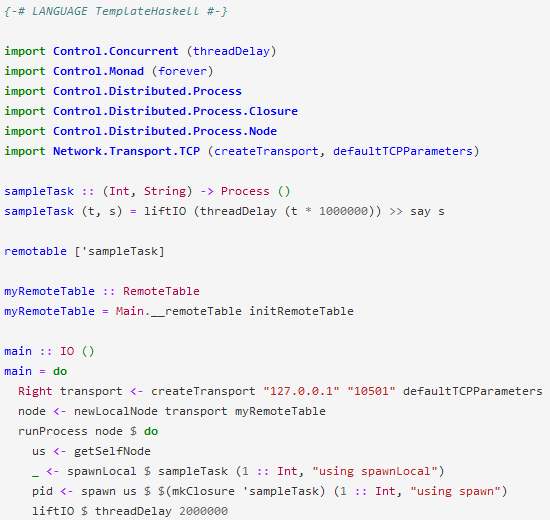 {-# LANGUAGE TemplateHaskell #-}
import Control.Concurrent (threadDelay)
import Control.Monad (forever)
import Control.Distributed.Process
import Control.Distributed.Process.Closure
import Control.Distributed.Process.Node
import Network.Transport.TCP (createTransport, defaultTCPParameters)
sampleTask :: (Int, String) -> Process ()
sampleTask (t, s) = liftIO (threadDelay (t * 1000000)) >> say s
remotable ['sampleTask]
myRemoteTable :: RemoteTable
myRemoteTable = Main.__remoteTable initRemoteTable
main :: IO ()
main = do
  Right transport <- createTransport "127.0.0.1" "10501" defaultTCPParameters
  node <- newLocalNode transport myRemoteTable
  runProcess node $ do
    us <- getSelfNode
    _ <- spawnLocal $ sampleTask (1 :: Int, "using spawnLocal")
    pid <- spawn us $ $(mkClosure 'sampleTask) (1 :: Int, "using spawn")
    liftIO $ threadDelay 2000000